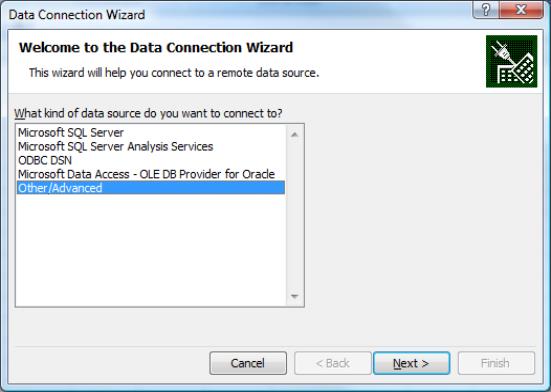 Data Connection Wizard
?
Welcome to the Data Connection Wizard
This wizard will help you connect to a remote data source.
What kind of data source do you want to connect to?
Microsoft SQL Server
Microsoft SQL Server Analysis Services
ODBC DSN
Microsoft Data Access - OLE DB Provider for Oracle
Other/Advanced
Cancel
< Back
Next >
Finish